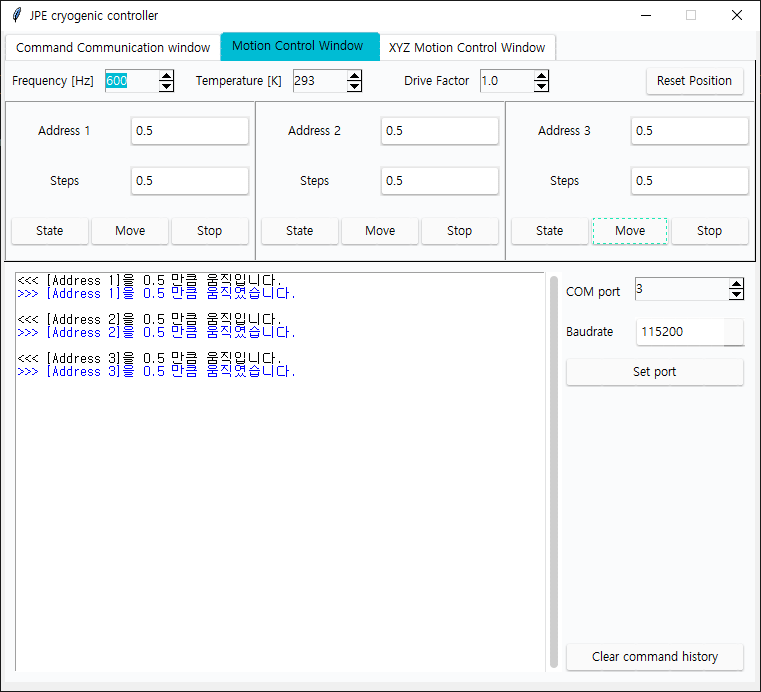 JPE cryogenic controller
Command Communication window Motion Control Window XYZ Motion Control Window
Frequency [Hz] 600 Temperature [K] 293 Drive Factor 1.0 Reset Position
Address 1 0.5 Address 2 0.5 Address 3 0.5
Steps 0.5 Steps 0.5 Steps 0.5
State Move Stop State Move Stop State Move Stop
<<< [Address 1]을 0.5 만큼 움직입니다.
>>> [Address 1]을 0.5 만큼 움직였습니다.
<<< [Address 2]을 0.5 만큼 움직입니다.
>>> [Address 2]을 0.5 만큼 움직였습니다.
<<< [Address 3]을 0.5 만큼 움직입니다.
>>> [Address 3]을 0.5 만큼 움직였습니다.
COM port 3
Baudrate 115200
Set port
Clear command history